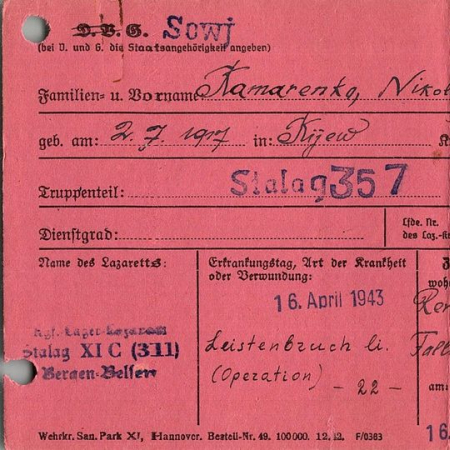 D.V.G. Sowj
(bei V. und G. die Staatsangehörigkeit angeben)
Familien- u. Vorname Kamarenko, Nikol
geb. am: 2.7.1917 in: Kijew
Truppenteil: Stalag 357
Dienstgrad:
Lfde. Nr.
des Laz.-
Name des Lazaretts:
Erkrankungstag, Art der Krankheit
oder Verwundung:
16. April 1943
Kgf.-Lager-Lazarett
Stalag XI C (311)
Bergen-Belsen
Leistenbruch li.
(Operation) - 22 -
am:
16
Wehrkr. San. Park XI, Hannover. Bestell-Nr. 49. 100000. 12.42. F/0363